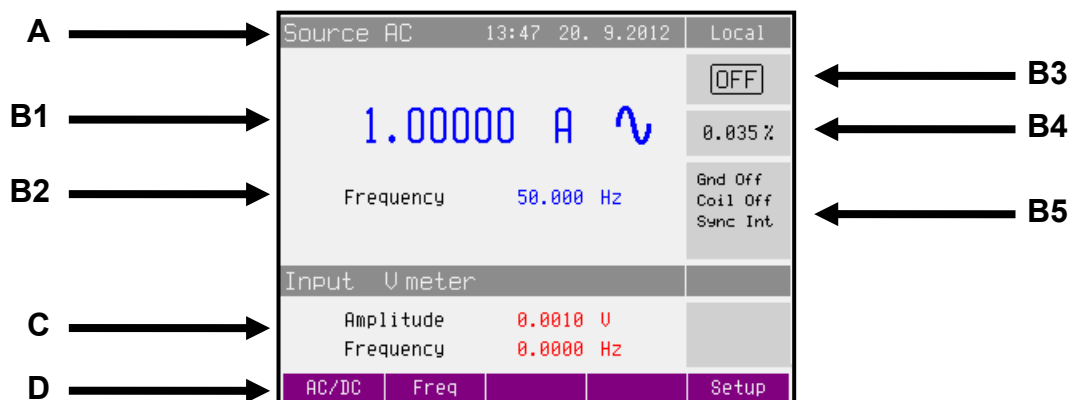 A Source AC 13:47 20. 9.2012 Local
OFF B3
B1 1.00000 A 0.035 % B4
B2 Frequency 50.000 Hz
Gnd Off
Coil Off
Sync Int
B5
Input V meter
C Amplitude 0.0010 V
Frequency 0.0000 Hz
D AC/DC Freq Setup